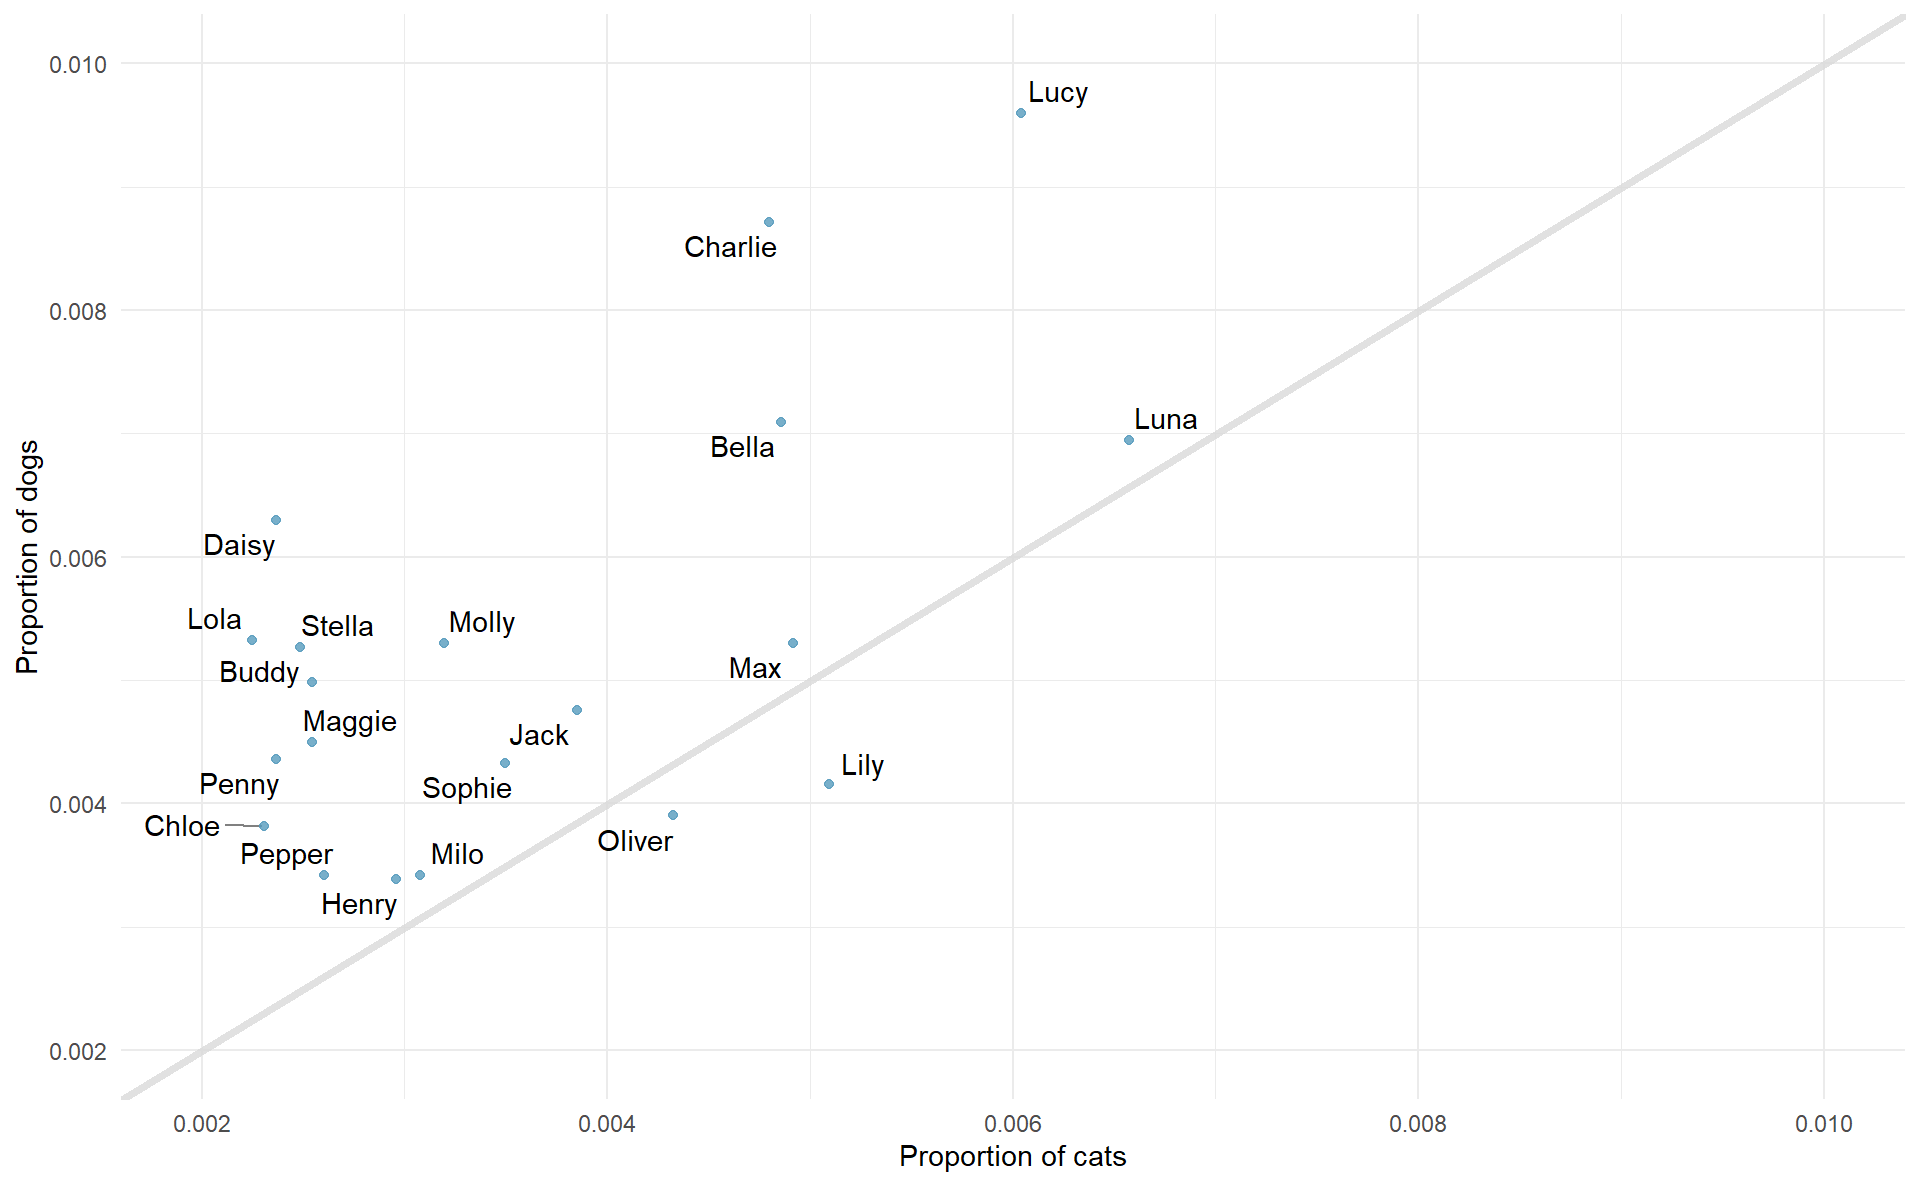 0.010
0.008
0.006
0.004
0.002
Proportion of dogs
Lucy
Charlie
Luna
Bella
Daisy
Lola
Stella
Molly
Buddy
Max
Maggie
Jack
Penny
Sophie
Lily
Chloe
Oliver
Pepper
Milo
Henry
0.002
0.004
0.006
0.008
0.010
Proportion of cats